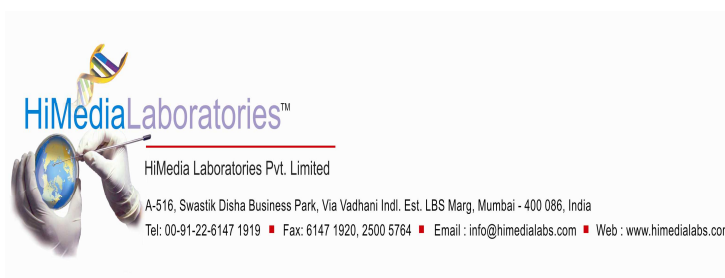 HiMediaLaboratories™
HiMedia Laboratories Pvt. Limited
A-516, Swastik Disha Business Park, Via Vadhani Indl. Est. LBS Marg, Mumbai - 400 086, India
Tel: 00-91-22-6147 1919 ▪ Fax: 6147 1920, 2500 5764 ▪ Email : info@himedialabs.com ▪ Web : www.himedialabs.cor